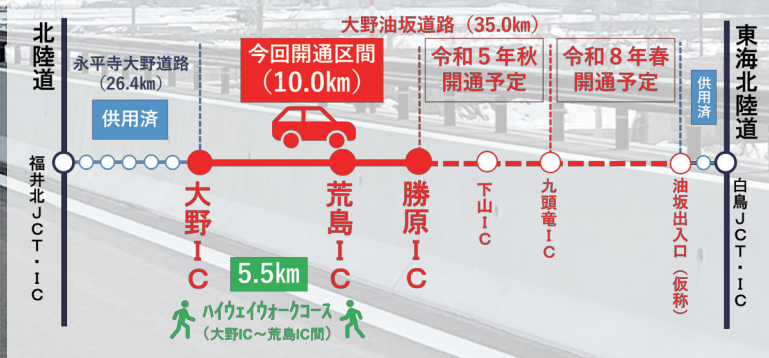 北陸道
永平寺大野道路
(26.4㎞)
供用済
今回開通区間
(10.0㎞)
大野油坂道路(35.0㎞)
令和5年秋
開通予定
令和8年春
開通予定
供用済
東海北陸道
福井北JCT・IC
大野IC
荒島IC
勝原IC
下山IC
九頭竜IC
油坂出入口(仮称)
白鳥JCT・IC
5.5㎞
ハイウェイウォークコース
(大野IC〜荒島IC間)